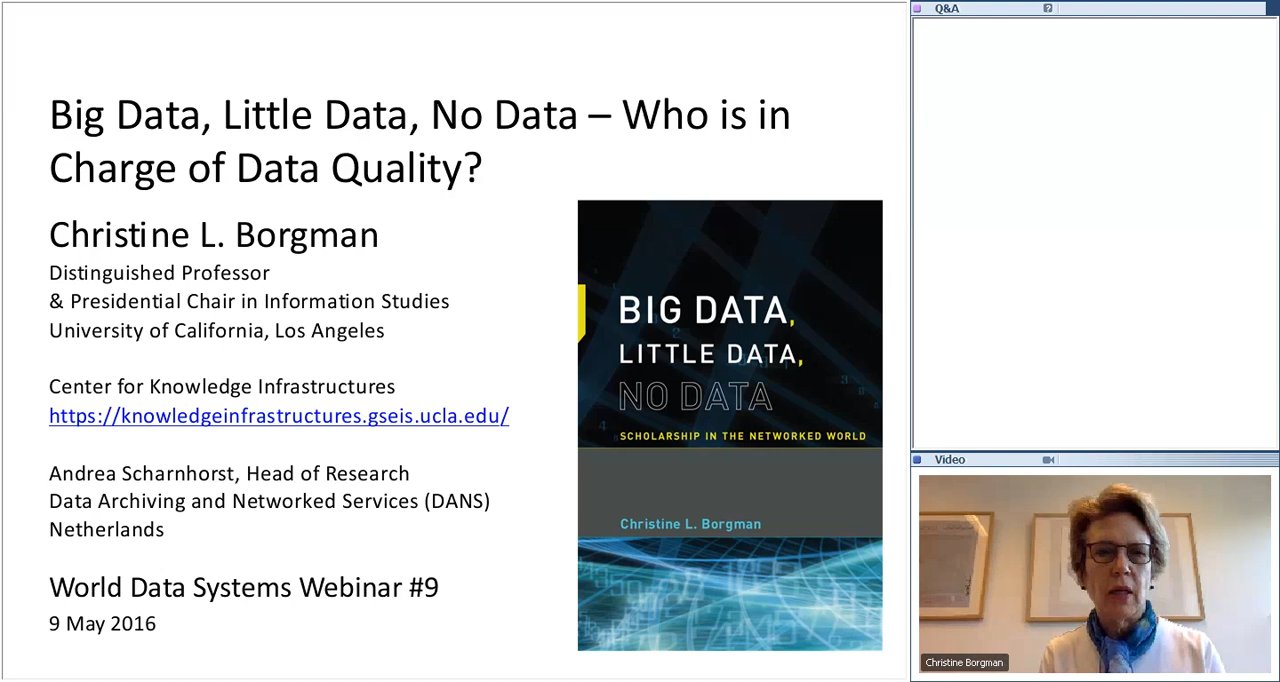 Big Data, Little Data, No Data – Who is in
Charge of Data Quality?
Christine L. Borgman
Distinguished Professor
& Presidential Chair in Information Studies
University of California, Los Angeles
Center for Knowledge Infrastructures
https://knowledgeinfrastructures.gseis.ucla.edu/
Andrea Scharnhorst, Head of Research
Data Archiving and Networked Services (DANS)
Netherlands
World Data Systems Webinar #9
9 May 2016
BIG DATA,
LITTLE DATA,
NO DATA
SCHOLARSHIP IN THE NETWORKED WORLD
Christine L. Borgman
Q&A
Video
Christine Borgman